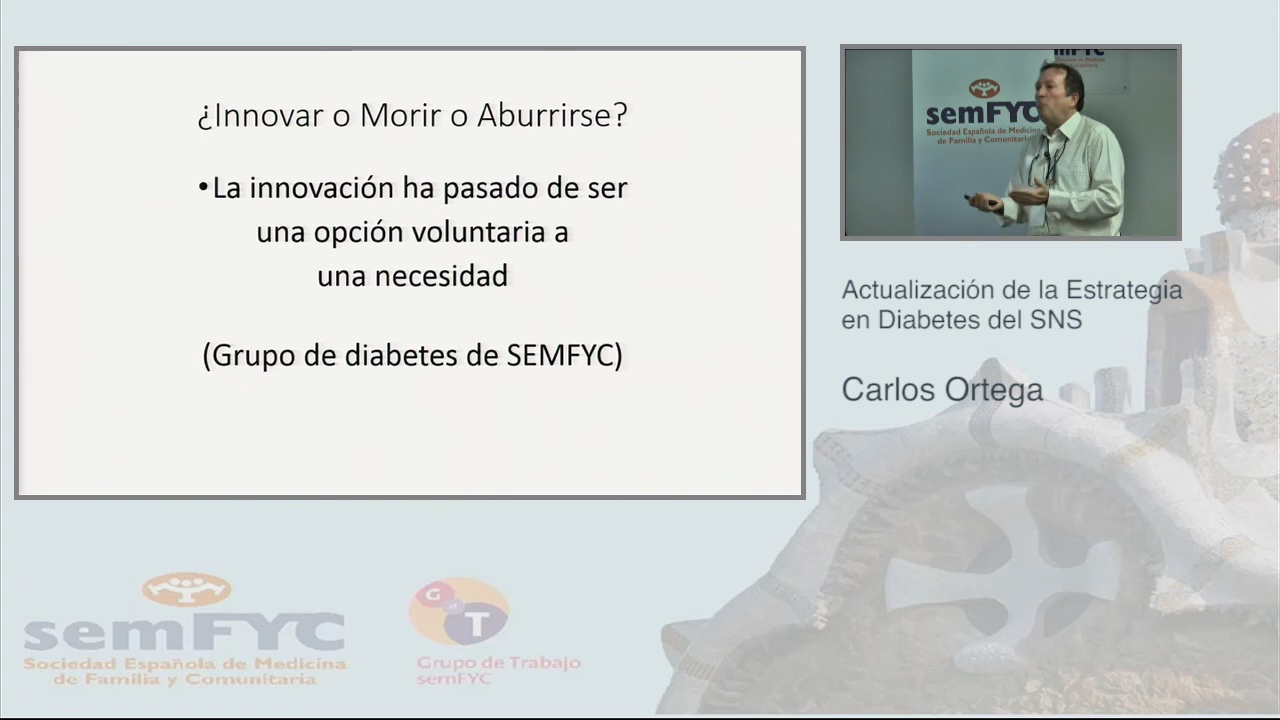 ¿Innovar o Morir o Aburrirse?
•La innovación ha pasado de ser
una opción voluntaria a
una necesidad
(Grupo de diabetes de SEMFYC)
semFYC
Sociedad Española de Medicina
de Familia y Comunitaria
Actualización de la Estrategia
en Diabetes del SNS
Carlos Ortega
semFYC
Sociedad Española de Medicina
de Familia y Comunitaria
G T
Grupo de Trabajo
semFYC